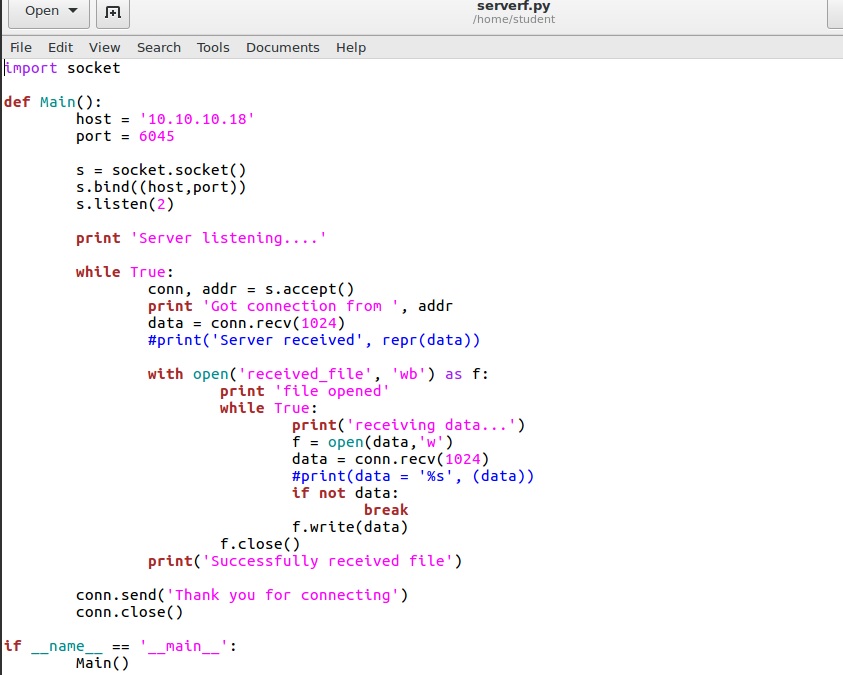 Open
serverf.py
/home/student
File Edit View Search Tools Documents Help
import socket
def Main():
host = '10.10.10.18'
port = 6045
s = socket.socket()
s.bind((host,port))
s.listen(2)
print 'Server listening....'
while True:
conn, addr = s.accept()
print 'Got connection from ', addr
data = conn.recv(1024)
#print('Server received', repr(data))
with open('received_file', 'wb') as f:
print 'file opened'
while True:
print('receiving data...')
f = open(data,'w')
data = conn.recv(1024)
#print(data = '%s', (data))
if not data:
break
f.write(data)
f.close()
print('Successfully received file')
conn.send('Thank you for connecting')
conn.close()
if __name__ == '__main__':
Main()